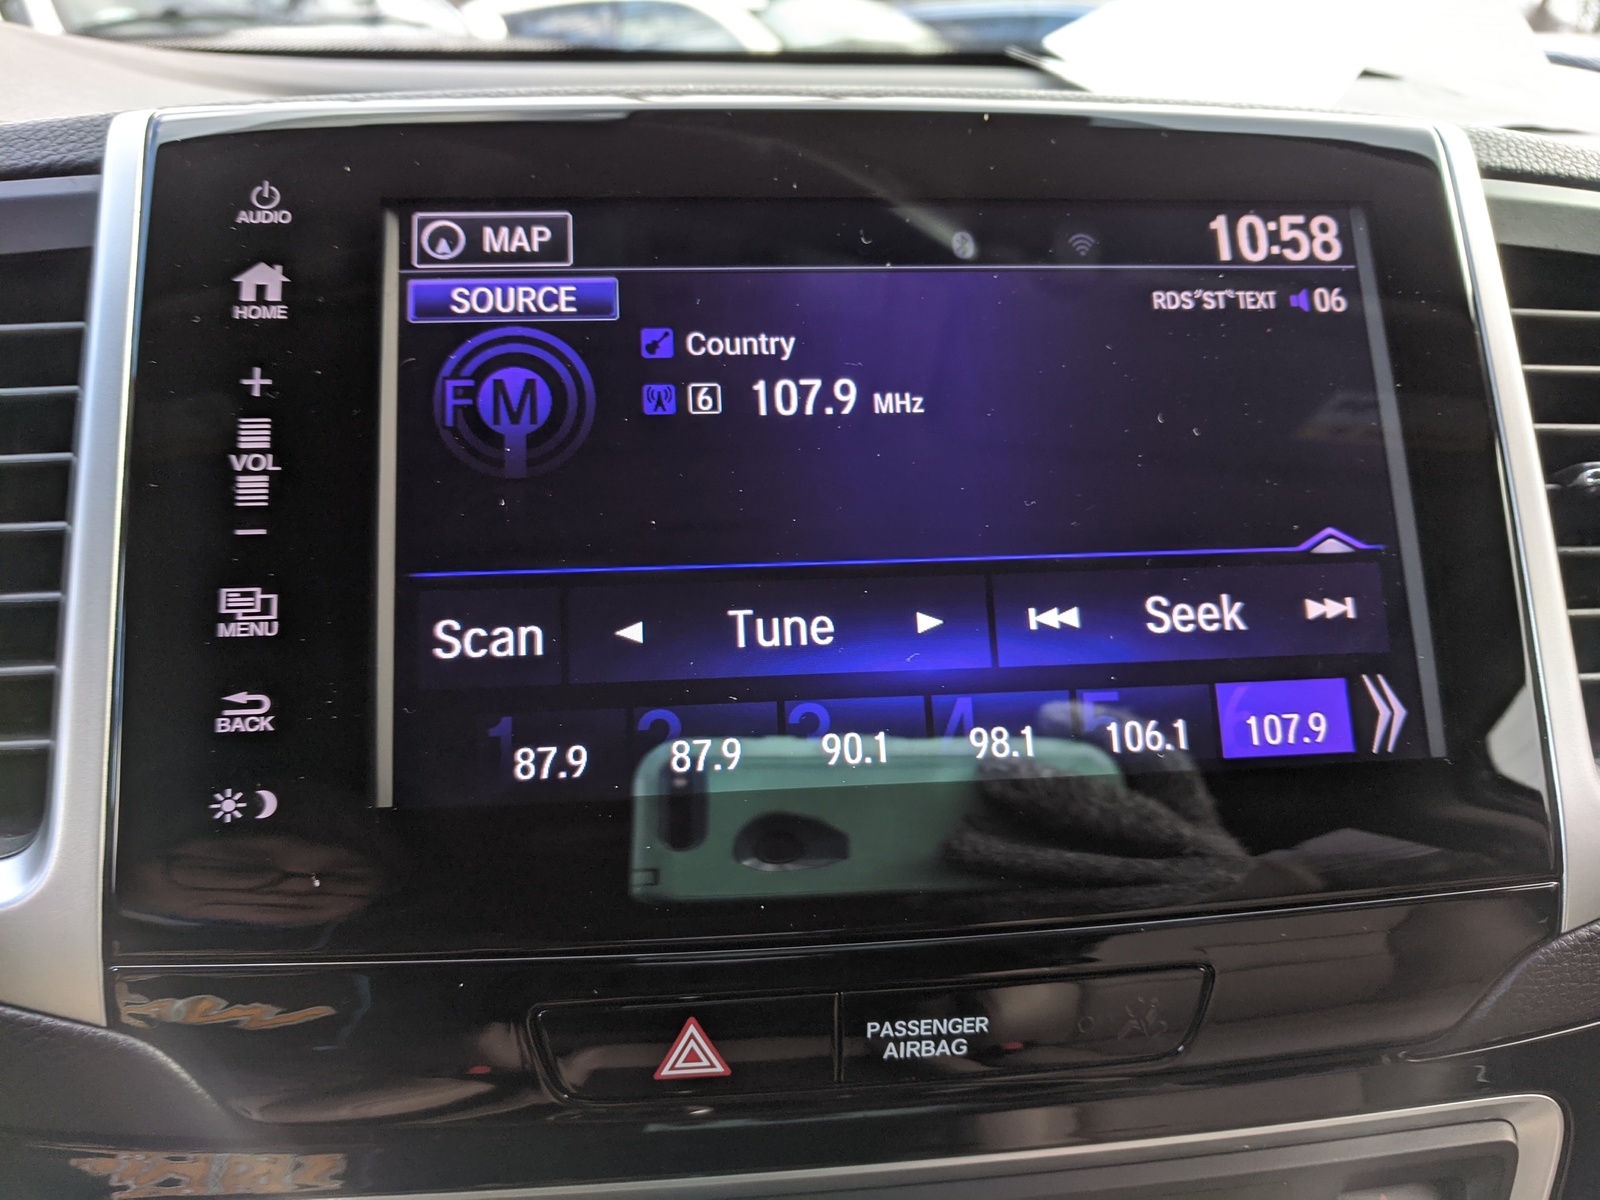 AUDIO
HOME
+
VOL
−
MENU
BACK
MAP
10:58
SOURCE
RDS ST TEXT 06
FM
Country
6 107.9 MHz
Scan Tune Seek
1 2 3 4 5 6
87.9 87.9 90.1 98.1 106.1 107.9
PASSENGER
AIRBAG